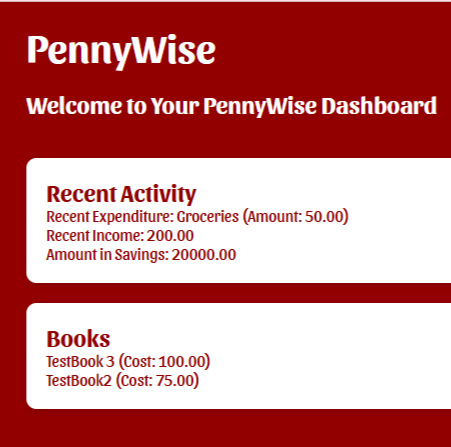 PennyWise
Welcome to Your PennyWise Dashboard
Recent Activity
Recent Expenditure: Groceries (Amount: 50.00)
Recent Income: 200.00
Amount in Savings: 20000.00
Books
TestBook 3 (Cost: 100.00)
TestBook2 (Cost: 75.00)